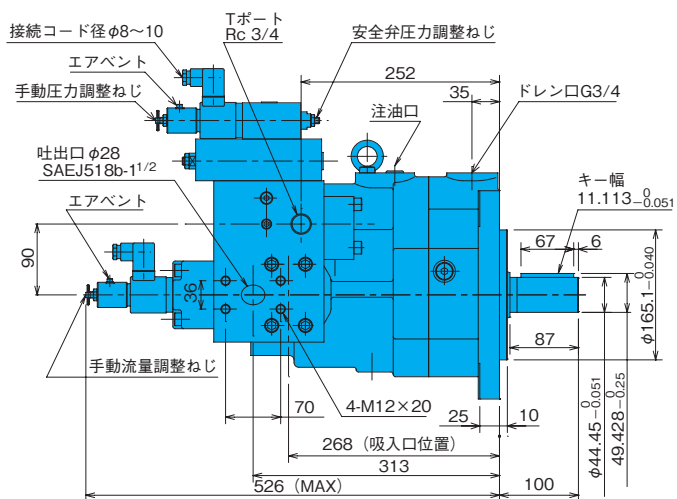 Tポート
Rc 3/4
接続コード径φ8～10
安全弁圧力調整ねじ
エアベント
252
手動圧力調整ねじ
35
ドレン口G3/4
注油口
吐出口 φ28
SAEJ518b-1 1/2
キー幅
11.113 0 -0.051
エアベント
67
6
90
36
φ165.1 0 -0.040
87
手動流量調整ねじ
70
4-M12×20
25
10
268（吸入口位置）
φ44.45 0 -0.051
49.428 0 -0.25
313
526（MAX）
100